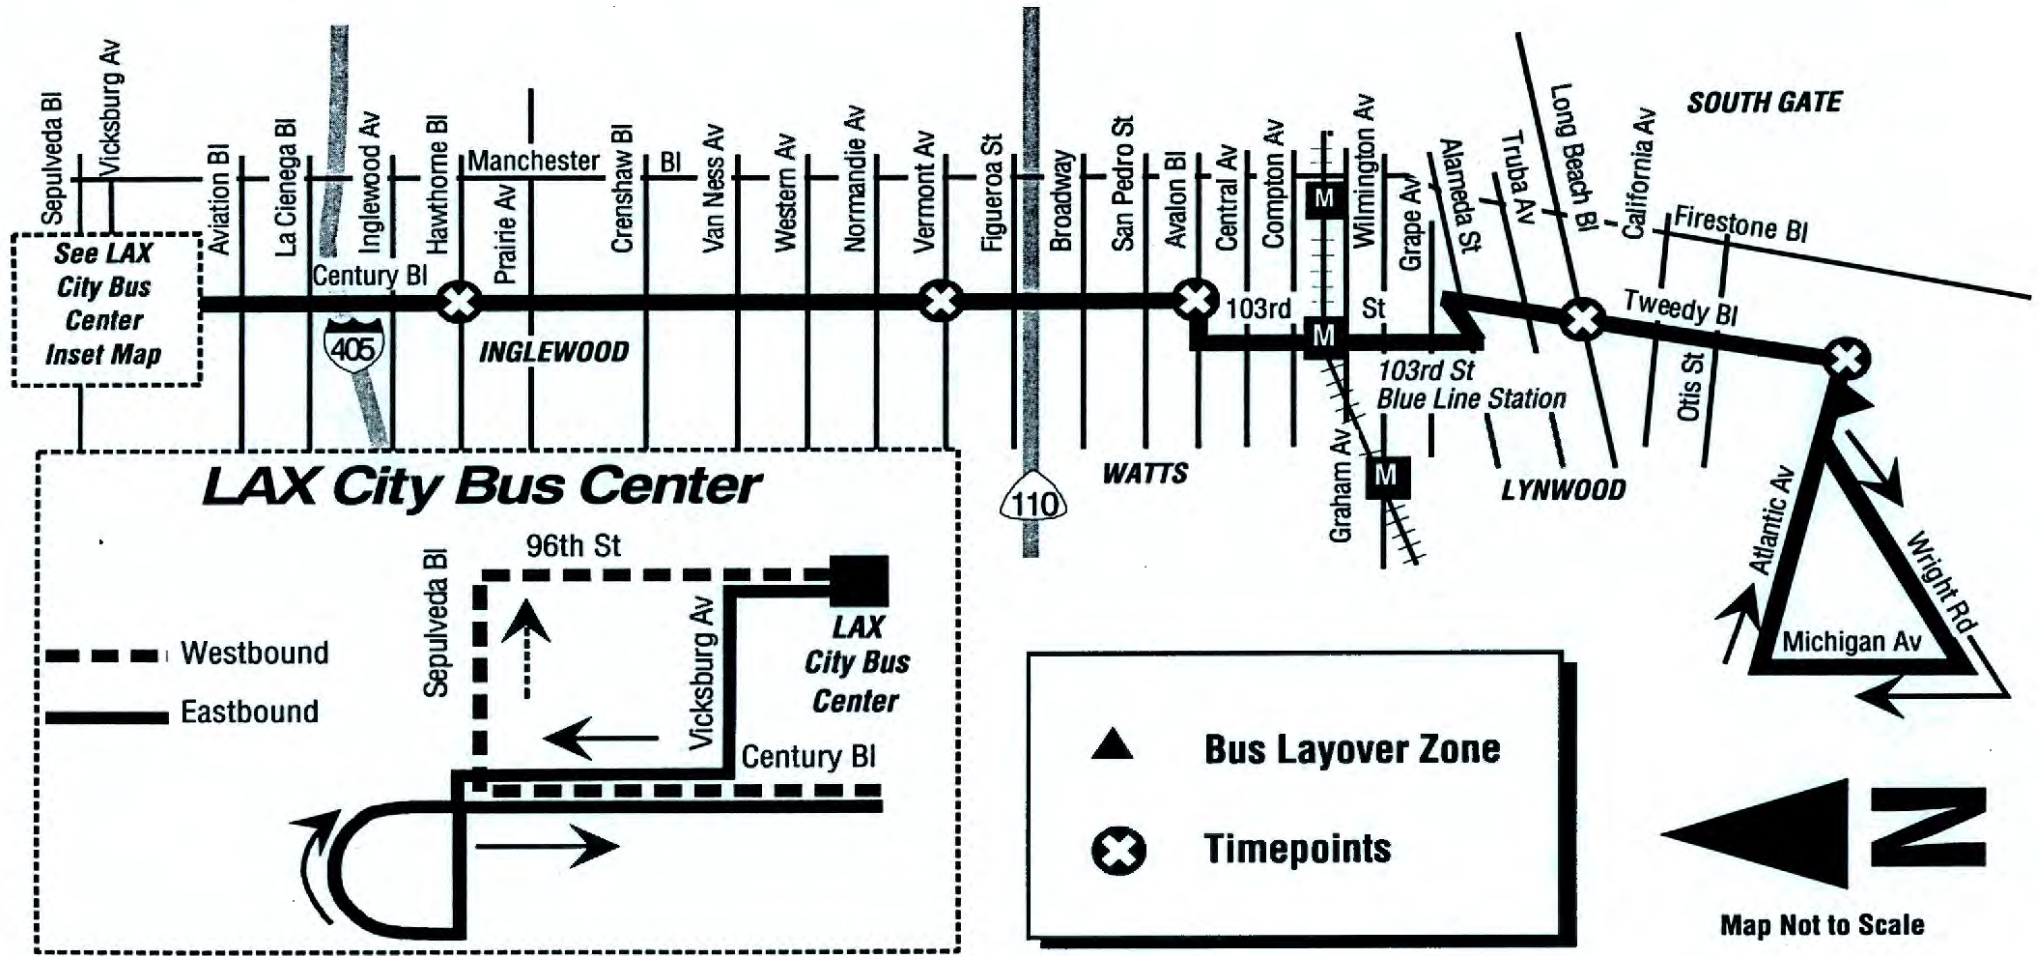 Sepulveda Bl
Vicksburg Av
Aviation Bl
La Cienega Bl
Inglewood Av
Hawthorne Bl
Manchester
Bl
Prairie Av
Crenshaw Bl
Van Ness Av
Western Av
Normandie Av
Vermont Av
Figueroa St
Broadway
San Pedro St
Avalon Bl
Central Av
Compton Av
Wilmington Av
Grape Av
Alameda St
Truba Av
Long Beach Bl
California Av
SOUTH GATE
Firestone Bl
See LAX
City Bus
Center
Inset Map
Century Bl
405
INGLEWOOD
M
103rd
St
M
Tweedy Bl
103rd St
Blue Line Station
Otis St
110
WATTS
Graham Av
M
LYNWOOD
Atlantic Av
Wright Rd
Michigan Av
LAX City Bus Center
96th St
Sepulveda Bl
Vicksburg Av
LAX
City Bus
Center
Westbound
Eastbound
Century Bl
Bus Layover Zone
Timepoints
N
Map Not to Scale